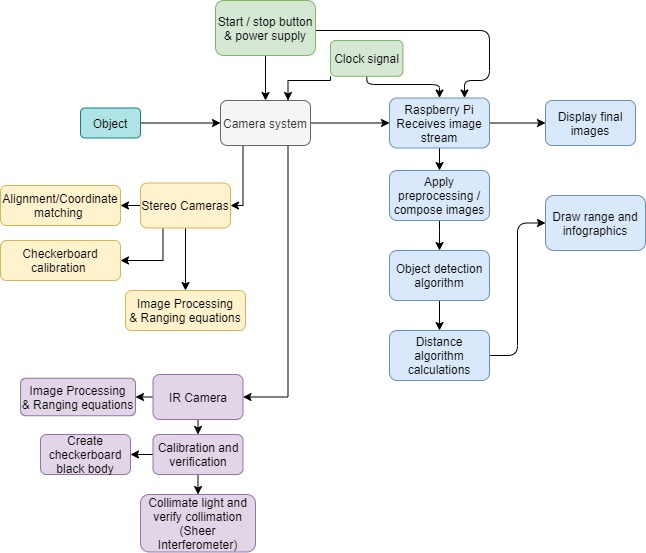 Start / stop button
& power supply
Clock signal
Object
Camera system
Raspberry Pi
Receives image
stream
Display final
images
Alignment/Coordinate
matching
Stereo Cameras
Apply
preprocessing /
compose images
Draw range and
infographics
Checkerboard
calibration
Object detection
algorithm
Image Processing
& Ranging equations
Distance
algorithm
calculations
Image Processing
& Ranging equations
IR Camera
Create
checkerboard
black body
Calibration and
verification
Collimate light and
verify collimation
(Sheer
Interferometer)